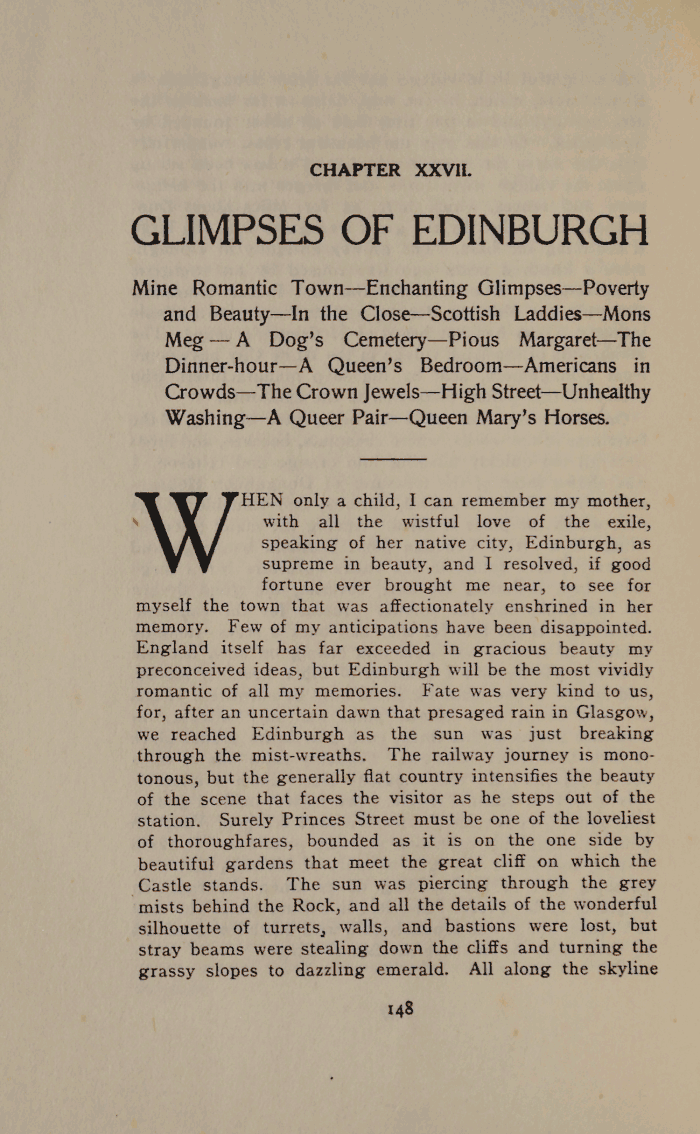 CHAPTER XXVII.
GLIMPSES OF EDINBURGH
Mine Romantic Town—Enchanting Glimpses—Poverty
and Beauty—In the Close—Scottish Laddies—Mons
Meg — A Dog's Cemetery—Pious Margaret—The
Dinner-hour—A Queen's Bedroom—Americans in
Crowds—The Crown Jewels—High Street—Unhealthy
Washing—A Queer Pair—Queen Mary's Horses.
WHEN only a child, I can remember my mother,
with all the wistful love of the exile,
speaking of her native city, Edinburgh, as
supreme in beauty, and I resolved, if good
fortune ever brought me near, to see for
myself the town that was affectionately enshrined in her
memory. Few of my anticipations have been disappointed.
England itself has far exceeded in gracious beauty my
preconceived ideas, but Edinburgh will be the most vividly
romantic of all my memories. Fate was very kind to us,
for, after an uncertain dawn that presaged rain in Glasgow,
we reached Edinburgh as the sun was just breaking
through the mist-wreaths. The railway journey is mono-
tonous, but the generally flat country intensifies the beauty
of the scene that faces the visitor as he steps out of the
station. Surely Princes Street must be one of the loveliest
of thoroughfares, bounded as it is on the one side by
beautiful gardens that meet the great cliff on which the
Castle stands. The sun was piercing through the grey
mists behind the Rock, and all the details of the wonderful
silhouette of turrets, walls, and bastions were lost, but
stray beams were stealing down the cliffs and turning the
grassy slopes to dazzling emerald. All along the skyline
148